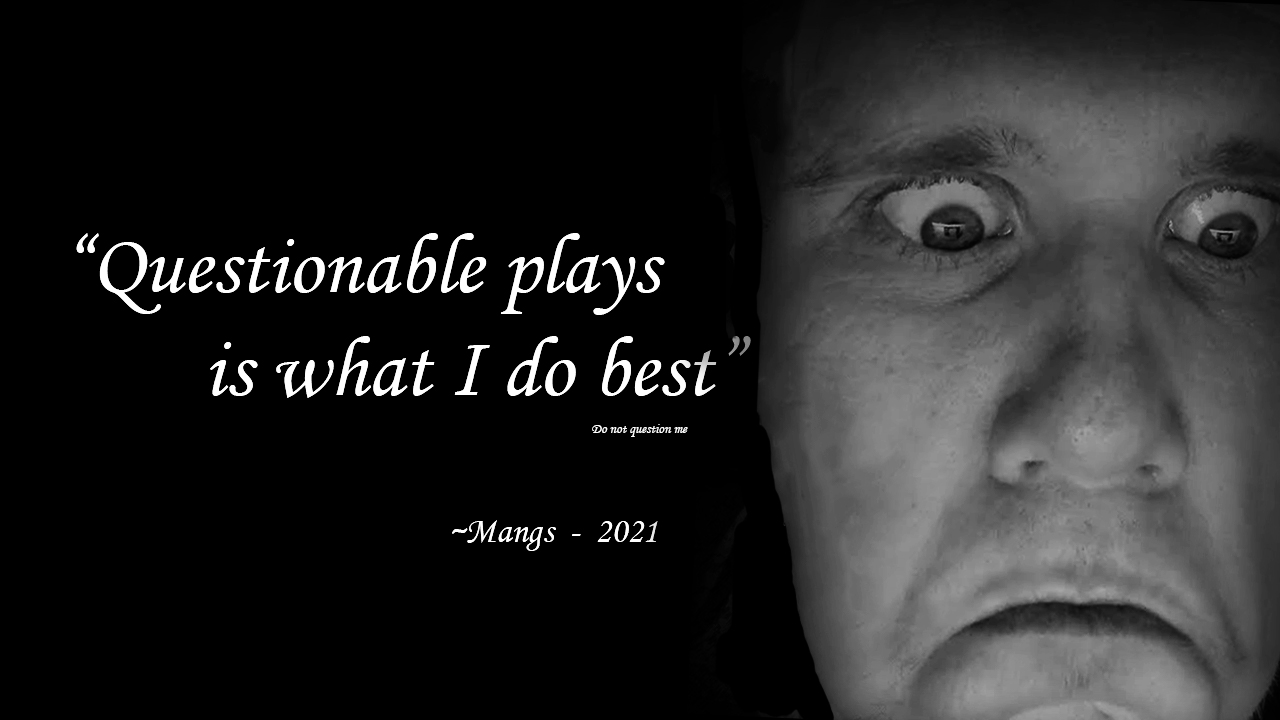 “Questionable plays
is what I do best”
Do not question me
~Mangs - 2021